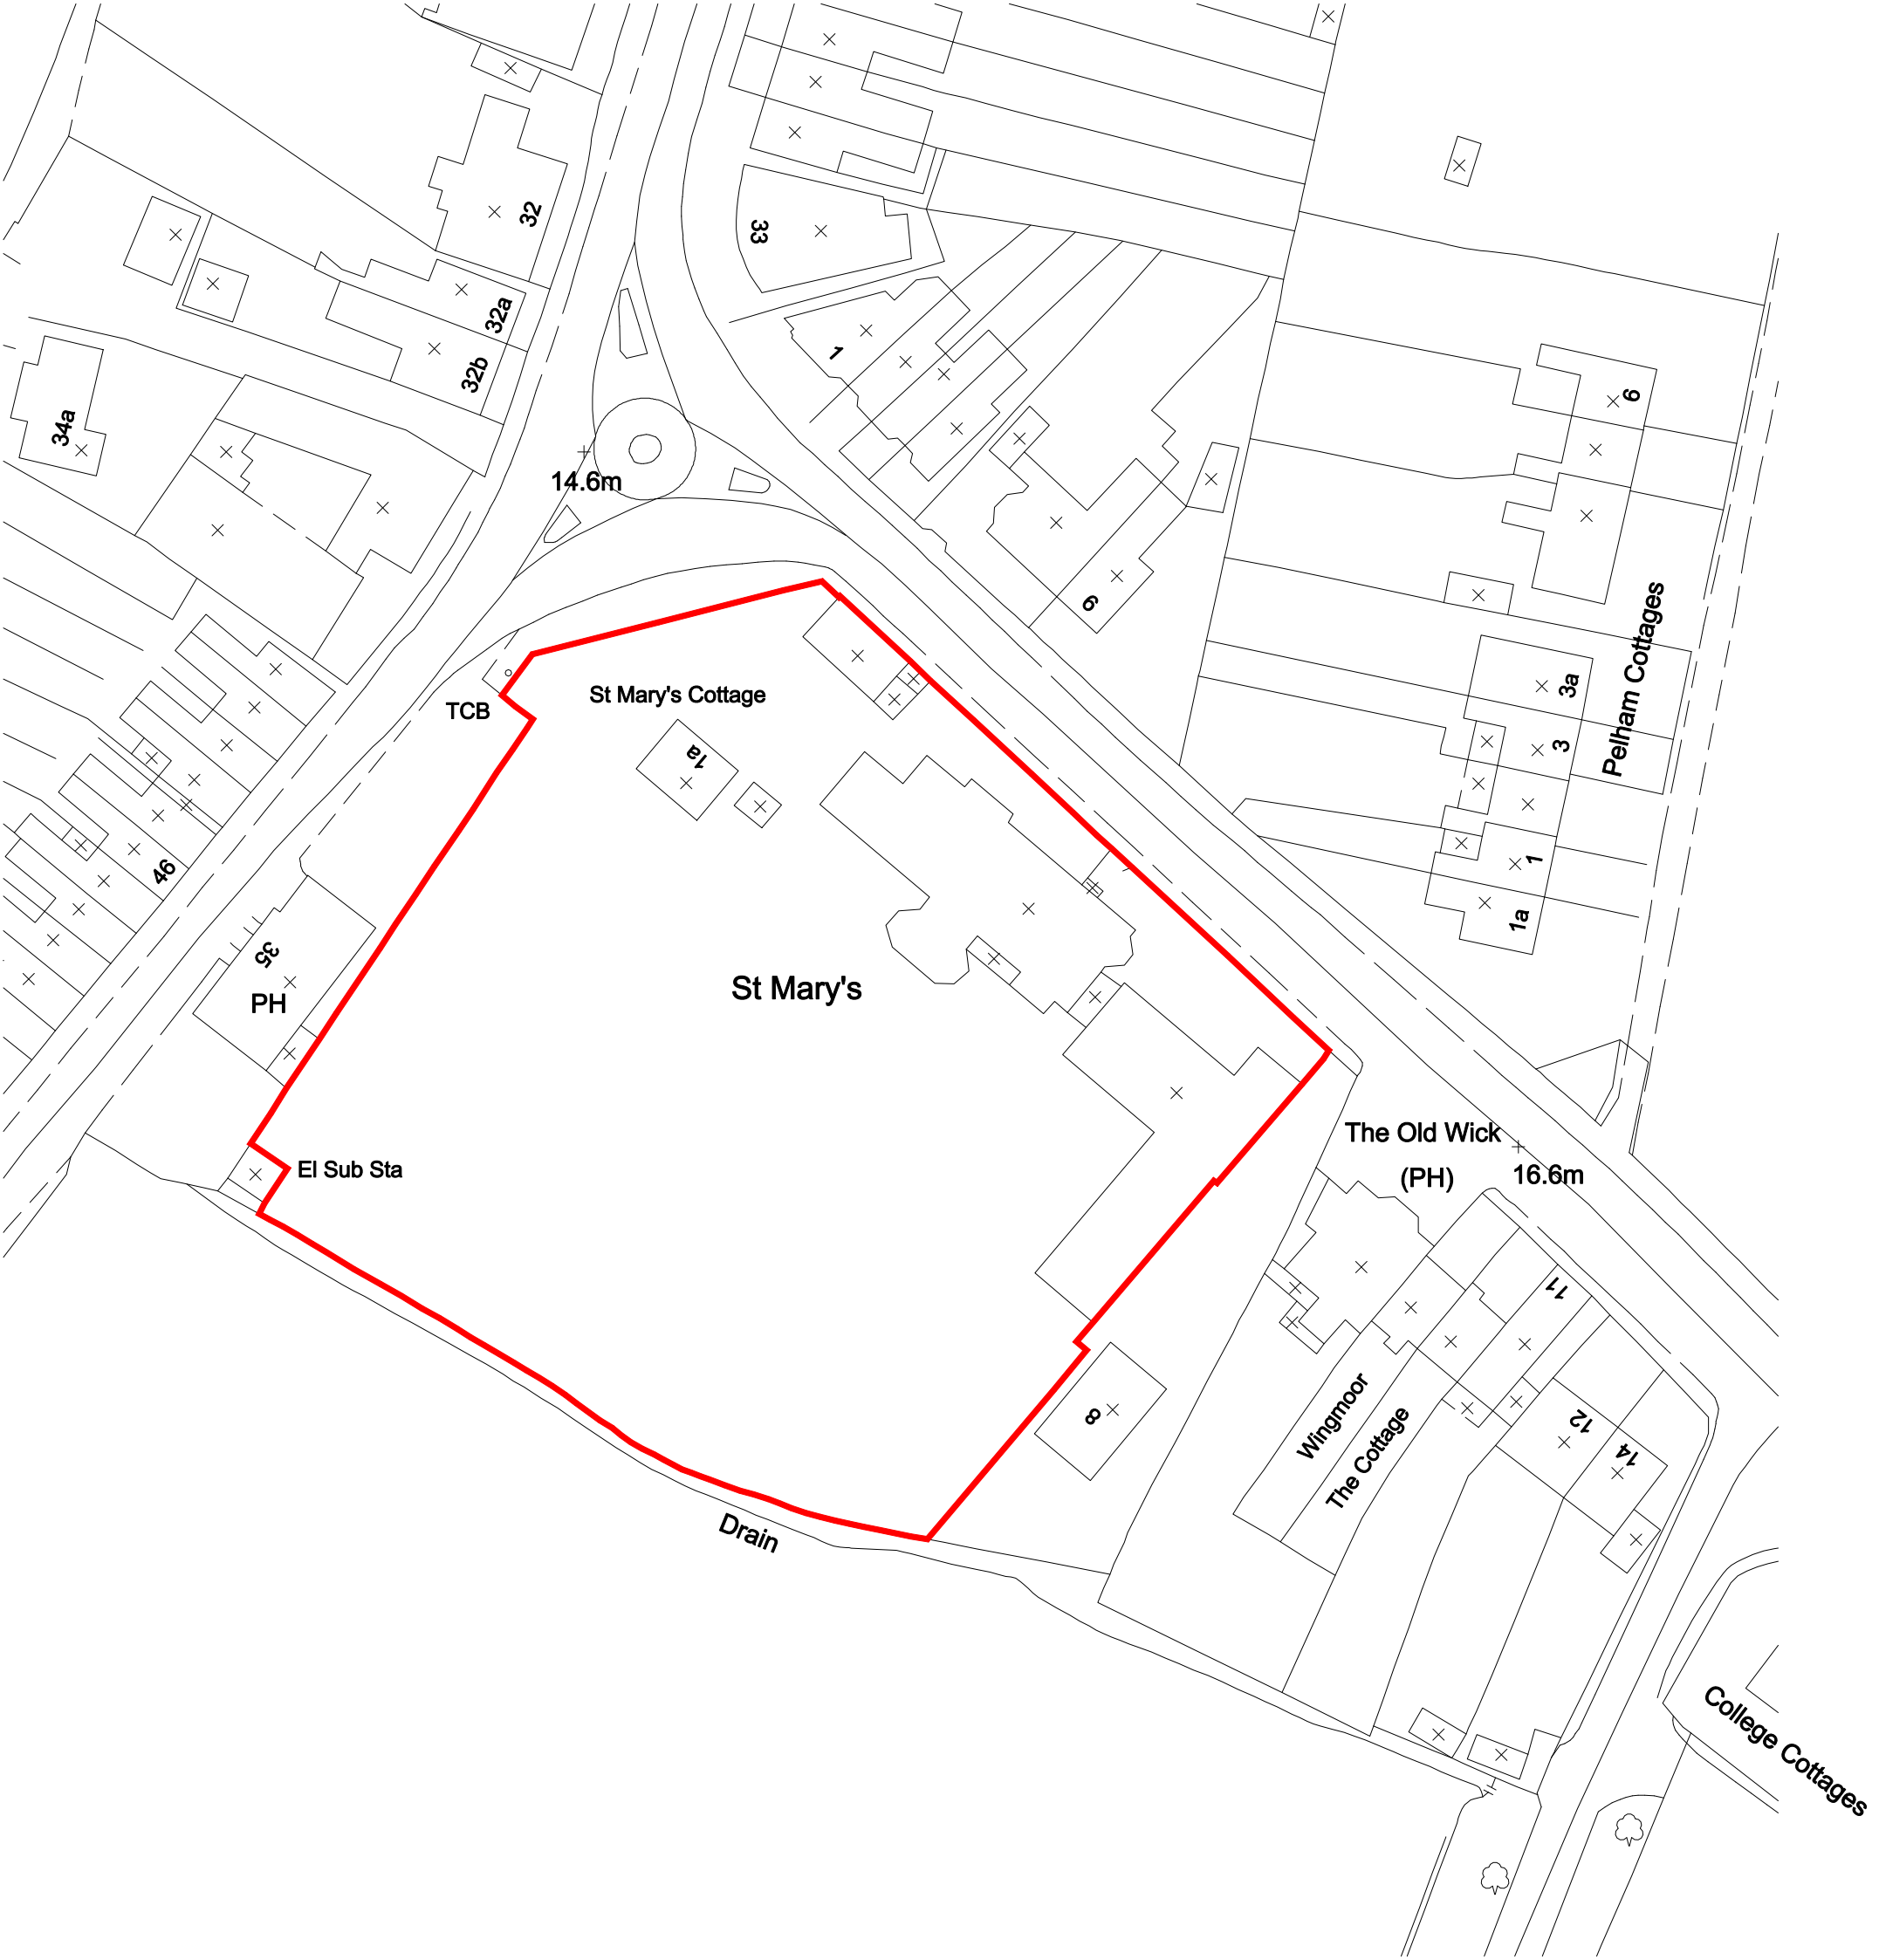 32
33
32a
32b
34a
1
6
14.6m
6
Pelham Cottages
3a
3
1
1a
St Mary's Cottage
TCB
1a
46
35
PH
St Mary's
El Sub Sta
The Old Wick
(PH)
16.6m
11
8
Wingmoor
The Cottage
12
14
Drain
College Cottages